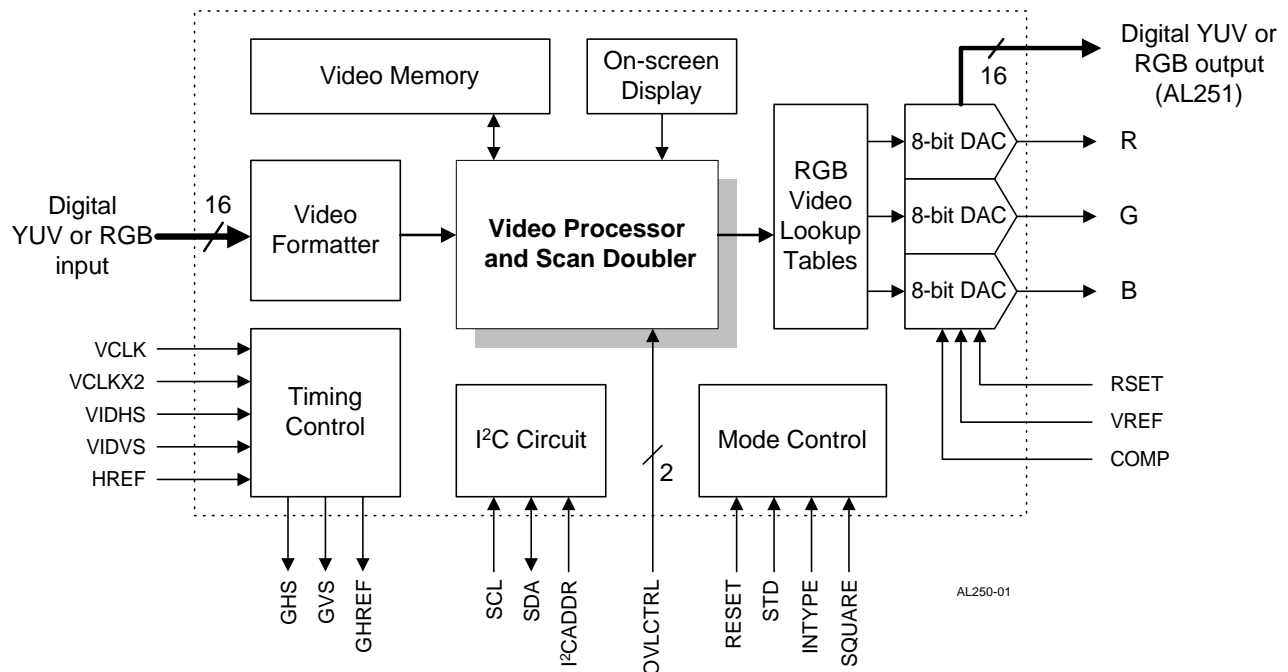 Video Memory
On-screen
Display
16
Digital YUV or
RGB output
(AL251)
Digital
YUV or RGB
input
16
Video
Formatter
Video Processor
and Scan Doubler
RGB
Video
Lookup
Tables
8-bit DAC
8-bit DAC
8-bit DAC
R
G
B
VCLK
VCLKX2
VIDHS
VIDVS
HREF
Timing
Control
I²C Circuit
2
Mode Control
RSET
VREF
COMP
GHS
GVS
GHREF
SCL
SDA
I²CADDR
OVLCTRL
RESET
STD
INTYPE
SQUARE
AL250-01